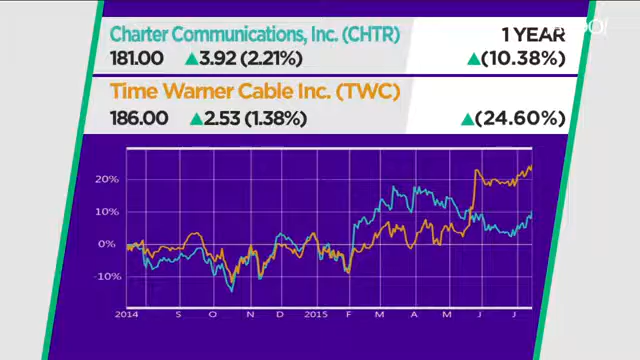 Charter Communications, Inc. (CHTR)
1 YEAR
181.00 ▲3.92 (2.21%)
▲(10.38%)
Time Warner Cable Inc. (TWC)
186.00 ▲2.53 (1.38%)
▲(24.60%)
20%
10%
0%
-10%
2014 S O N D 2015 F M A M J J